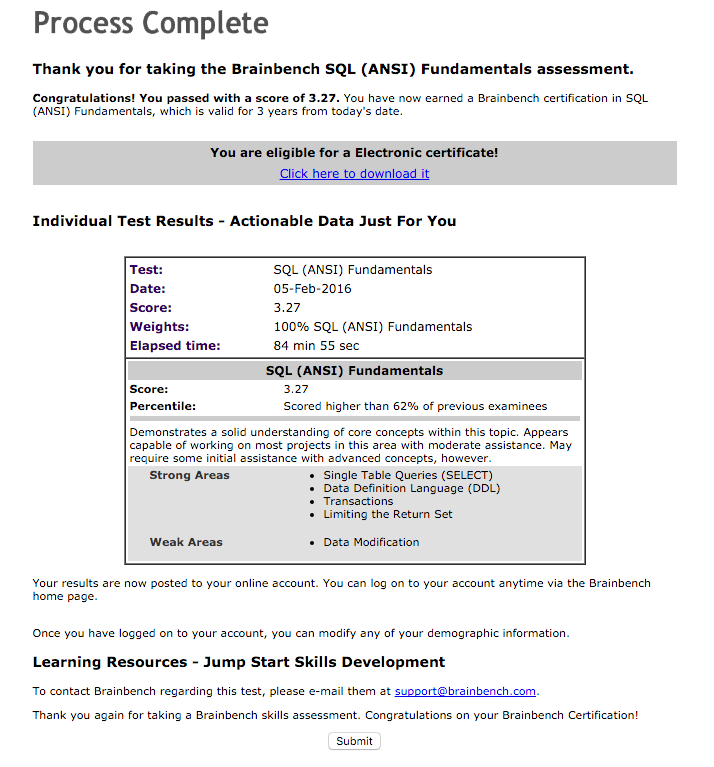 Process Complete
Thank you for taking the Brainbench SQL (ANSI) Fundamentals assessment.
Congratulations! You passed with a score of 3.27. You have now earned a Brainbench certification in SQL
(ANSI) Fundamentals, which is valid for 3 years from today's date.
You are eligible for a Electronic certificate!
Click here to download it
Individual Test Results - Actionable Data Just For You
Test: SQL (ANSI) Fundamentals
Date: 05-Feb-2016
Score: 3.27
Weights: 100% SQL (ANSI) Fundamentals
Elapsed time: 84 min 55 sec
SQL (ANSI) Fundamentals
Score: 3.27
Percentile: Scored higher than 62% of previous examinees
Demonstrates a solid understanding of core concepts within this topic. Appears
capable of working on most projects in this area with moderate assistance. May
require some initial assistance with advanced concepts, however.
Strong Areas • Single Table Queries (SELECT)
• Data Definition Language (DDL)
• Transactions
• Limiting the Return Set
Weak Areas • Data Modification
Your results are now posted to your online account. You can log on to your account anytime via the Brainbench
home page.
Once you have logged on to your account, you can modify any of your demographic information.
Learning Resources - Jump Start Skills Development
To contact Brainbench regarding this test, please e-mail them at support@brainbench.com.
Thank you again for taking a Brainbench skills assessment. Congratulations on your Brainbench Certification!
Submit